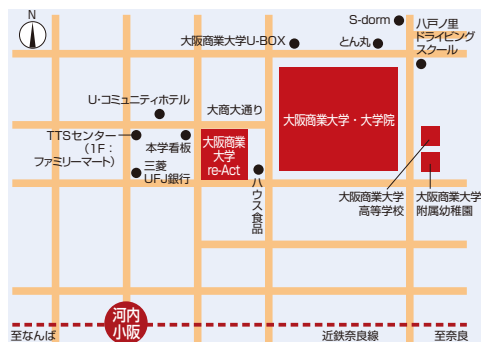 N
S-dorm
八戸ノ里
ドライビング
スクール
大阪商業大学U-BOX
とん丸
U・コミュニティホテル
大商大通り
大阪商業大学・大学院
TTSセンター
(1F：
ファミリーマート)
本学看板
大阪商業
大学
re-Act
三菱
UFJ銀行
ハウス食品
大阪商業大学
高等学校
大阪商業大学
附属幼稚園
河内
小阪
至なんば
近鉄奈良線
至奈良